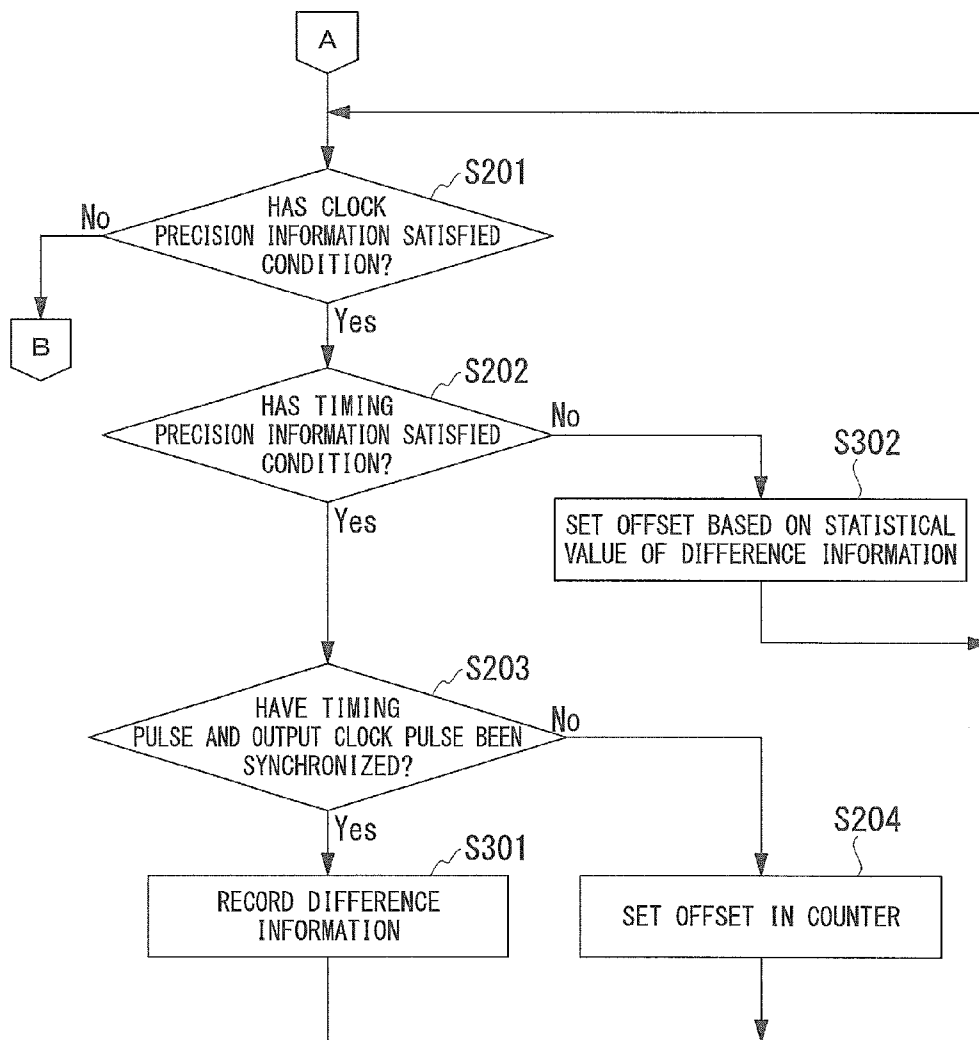 A
S201
HAS CLOCK
PRECISION INFORMATION SATISFIED
CONDITION?
No
B
Yes
S202
HAS TIMING
PRECISION INFORMATION SATISFIED
CONDITION?
No
Yes
S302
SET OFFSET BASED ON STATISTICAL
VALUE OF DIFFERENCE INFORMATION
S203
HAVE TIMING
PULSE AND OUTPUT CLOCK PULSE BEEN
SYNCHRONIZED?
No
Yes
S301
RECORD DIFFERENCE
INFORMATION
S204
SET OFFSET IN COUNTER